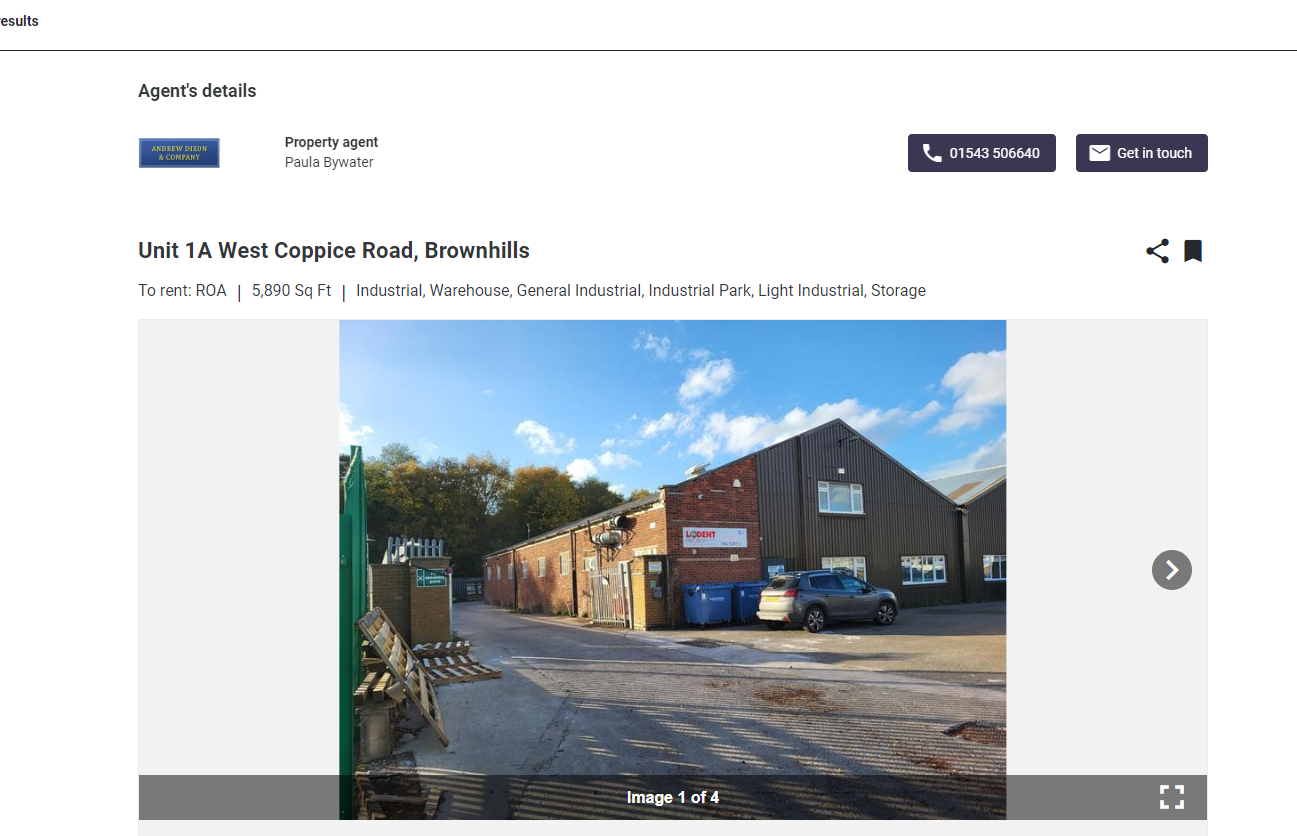 esults
Agent's details
ANDREW DIXON
& COMPANY
Property agent
Paula Bywater
01543 506640
Get in touch
Unit 1A West Coppice Road, Brownhills
To rent: ROA | 5,890 Sq Ft | Industrial, Warehouse, General Industrial, Industrial Park, Light Industrial, Storage
LODENT
Image 1 of 4